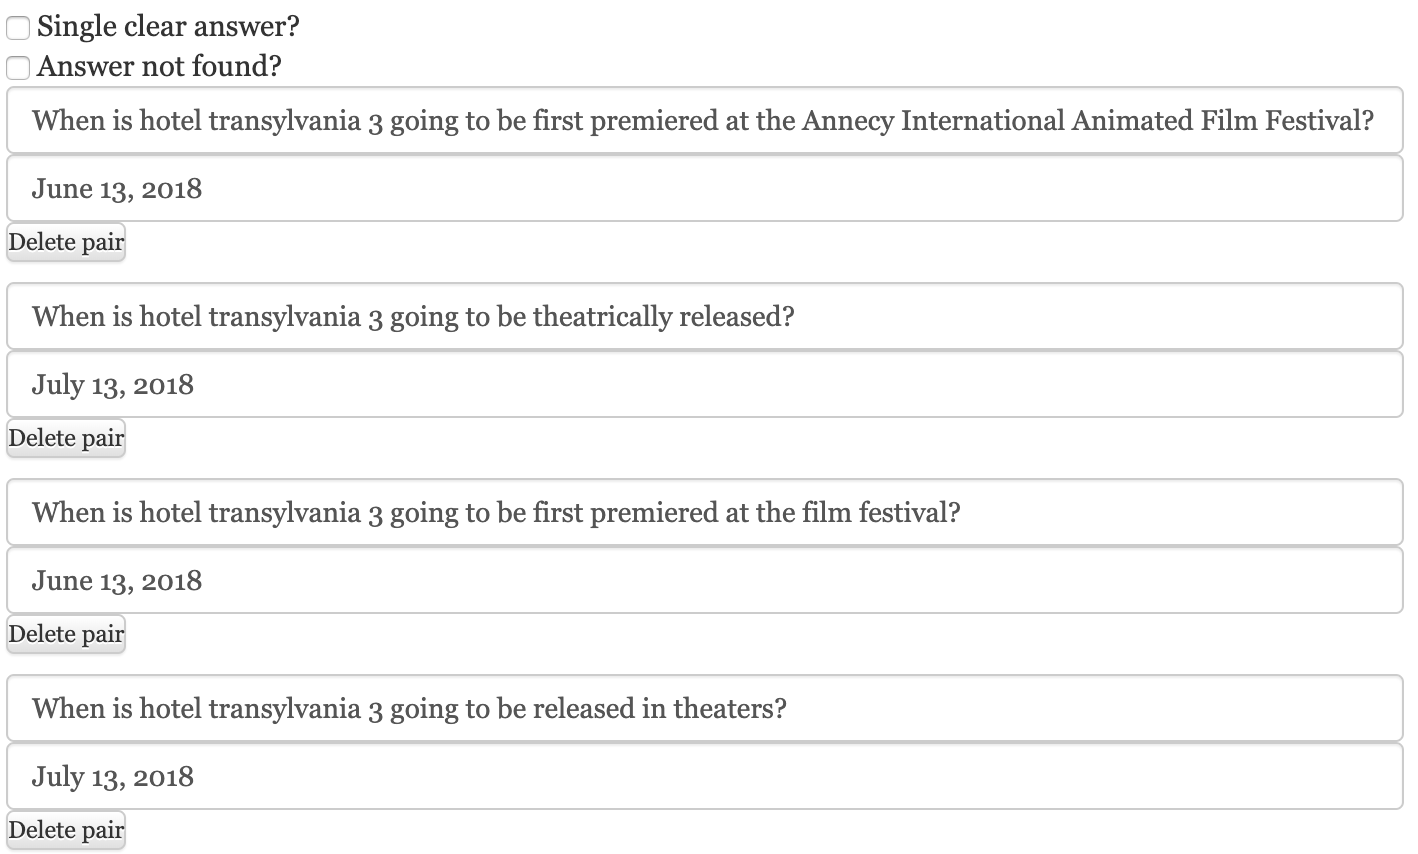 Single clear answer?
Answer not found?
When is hotel transylvania 3 going to be first premiered at the Annecy International Animated Film Festival?
June 13, 2018
Delete pair
When is hotel transylvania 3 going to be theatrically released?
July 13, 2018
Delete pair
When is hotel transylvania 3 going to be first premiered at the film festival?
June 13, 2018
Delete pair
When is hotel transylvania 3 going to be released in theaters?
July 13, 2018
Delete pair